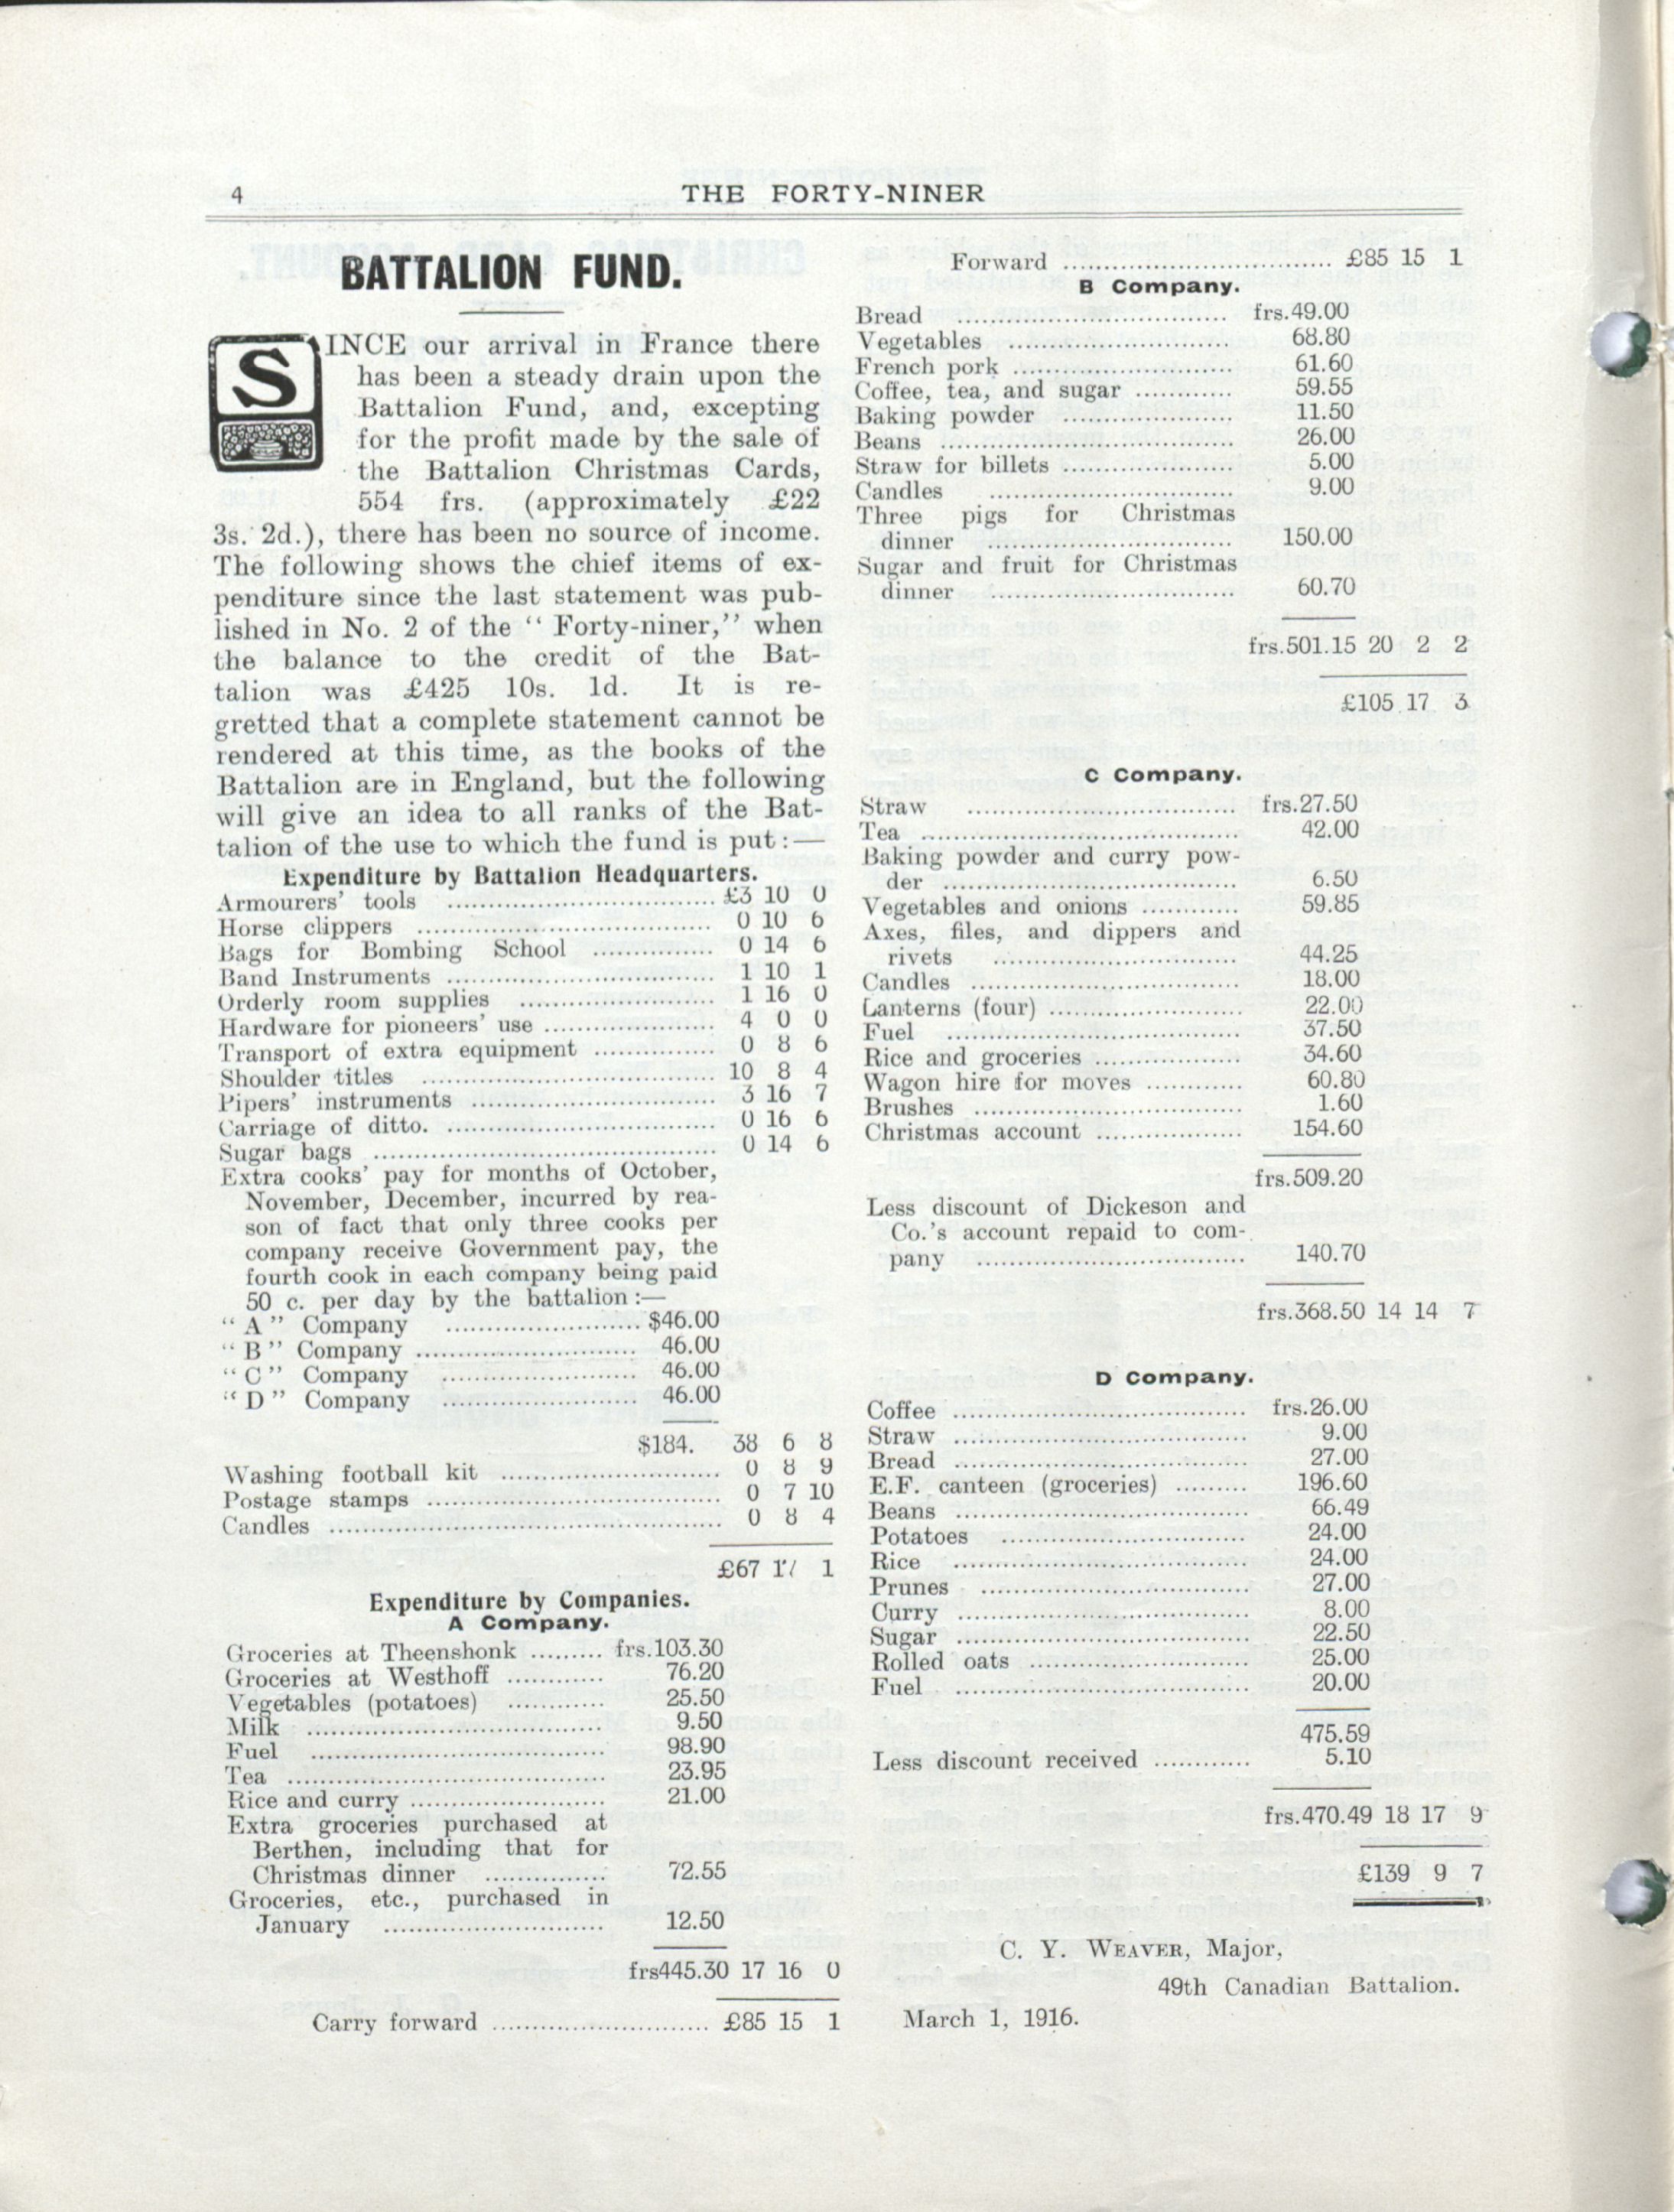 4
THE FORTY-NINER
BATTALION FUND.
SINCE our arrival in France there
has been a steady drain upon the
Battalion Fund, and, excepting
for the profit made by the sale of
the Battalion Christmas Cards,
554 frs. (approximately £22
3s. 2d.), there has been no source of income.
The following shows the chief items of ex-
penditure since the last statement was pub-
lished in No. 2 of the “ Forty-niner,” when
the balance to the credit of the Bat-
talion was £425 10s. 1d. It is re-
gretted that a complete statement cannot be
rendered at this time, as the books of the
Battalion are in England, but the following
will give an idea to all ranks of the Bat-
talion of the use to which the fund is put :—
Expenditure by Battalion Headquarters.
Armourers’ tools ................................ £3 10 0
Horse clippers .................................... 0 10 6
Bags for Bombing School ............... 0 14 6
Band Instruments ................................. 1 10 1
Orderly room supplies ........................ 1 16 0
Hardware for pioneers’ use ..................... 4 0 0
Transport of extra equipment ............... 0 8 6
Shoulder titles .................................... 10 8 4
Pipers’ instruments .............................. 3 16 7
Carriage of ditto. ................................. 0 16 6
Sugar bags .......................................... 0 14 6
Extra cooks’ pay for months of October,
November, December, incurred by rea-
son of fact that only three cooks per
company receive Government pay, the
fourth cook in each company being paid
50 c. per day by the battalion :—
“ A ” Company ........................ $46.00
“ B ” Company ........................... 46.00
“ C ” Company ........................ 46.00
“ D ” Company ........................ 46.00
$184. 38 6 8
Washing football kit ........................... 0 8 9
Postage stamps .................................... 0 7 10
Candles ................................................ 0 8 4
£67 17 1
Expenditure by Companies.
A Company.
Groceries at Theenshonk ......... frs.103.30
Groceries at Westhoff ............ 76.20
Vegetables (potatoes) ............ 25.50
Milk .................................... 9.50
Fuel .................................... 98.90
Tea ....................................... 23.95
Rice and curry ........................ 21.00
Extra groceries purchased at
Berthen, including that for
Christmas dinner ............... 72.55
Groceries, etc., purchased in
January ........................... 12.50
frs445.30 17 16 0
Carry forward ........................... £85 15 1
Forward ................................. £85 15 1
B Company.
Bread ................................. frs.49.00
Vegetables ........................... 68.80
French pork ........................... 61.60
Coffee, tea, and sugar ............ 59.55
Baking powder ..................... 11.50
Beans .................................... 26.00
Straw for billets ..................... 5.00
Candles .............................. 9.00
Three pigs for Christmas
dinner .............................. 150.00
Sugar and fruit for Christmas
dinner .............................. 60.70
frs.501.15 20 2 2
£105 17 3
C Company.
Straw ................................. frs.27.50
Tea ....................................... 42.00
Baking powder and curry pow-
der .................................... 6.50
Vegetables and onions ............ 59.85
Axes, files, and dippers and
rivets .............................. 44.25
Candles ................................. 18.00
Lanterns (four) ........................ 22.00
Fuel .................................... 37.50
Rice and groceries .................. 34.60
Wagon hire for moves ............ 60.80
Brushes ................................. 1.60
Christmas account .................. 154.60
frs.509.20
Less discount of Dickeson and
Co.’s account repaid to com-
pany ................................. 140.70
frs.368.50 14 14 7
D Company.
Coffee .................................... frs.26.00
Straw .................................... 9.00
Bread .................................... 27.00
E.F. canteen (groceries) ......... 196.60
Beans .................................... 66.49
Potatoes .............................. 24.00
Rice .................................... 24.00
Prunes ................................. 27.00
Curry .................................... 8.00
Sugar .................................... 22.50
Rolled oats ........................... 25.00
Fuel .................................... 20.00
475.59
Less discount received ............ 5.10
frs.470.49 18 17 9
£139 9 7
C. Y. WEAVER, Major,
49th Canadian Battalion.
March 1, 1916.